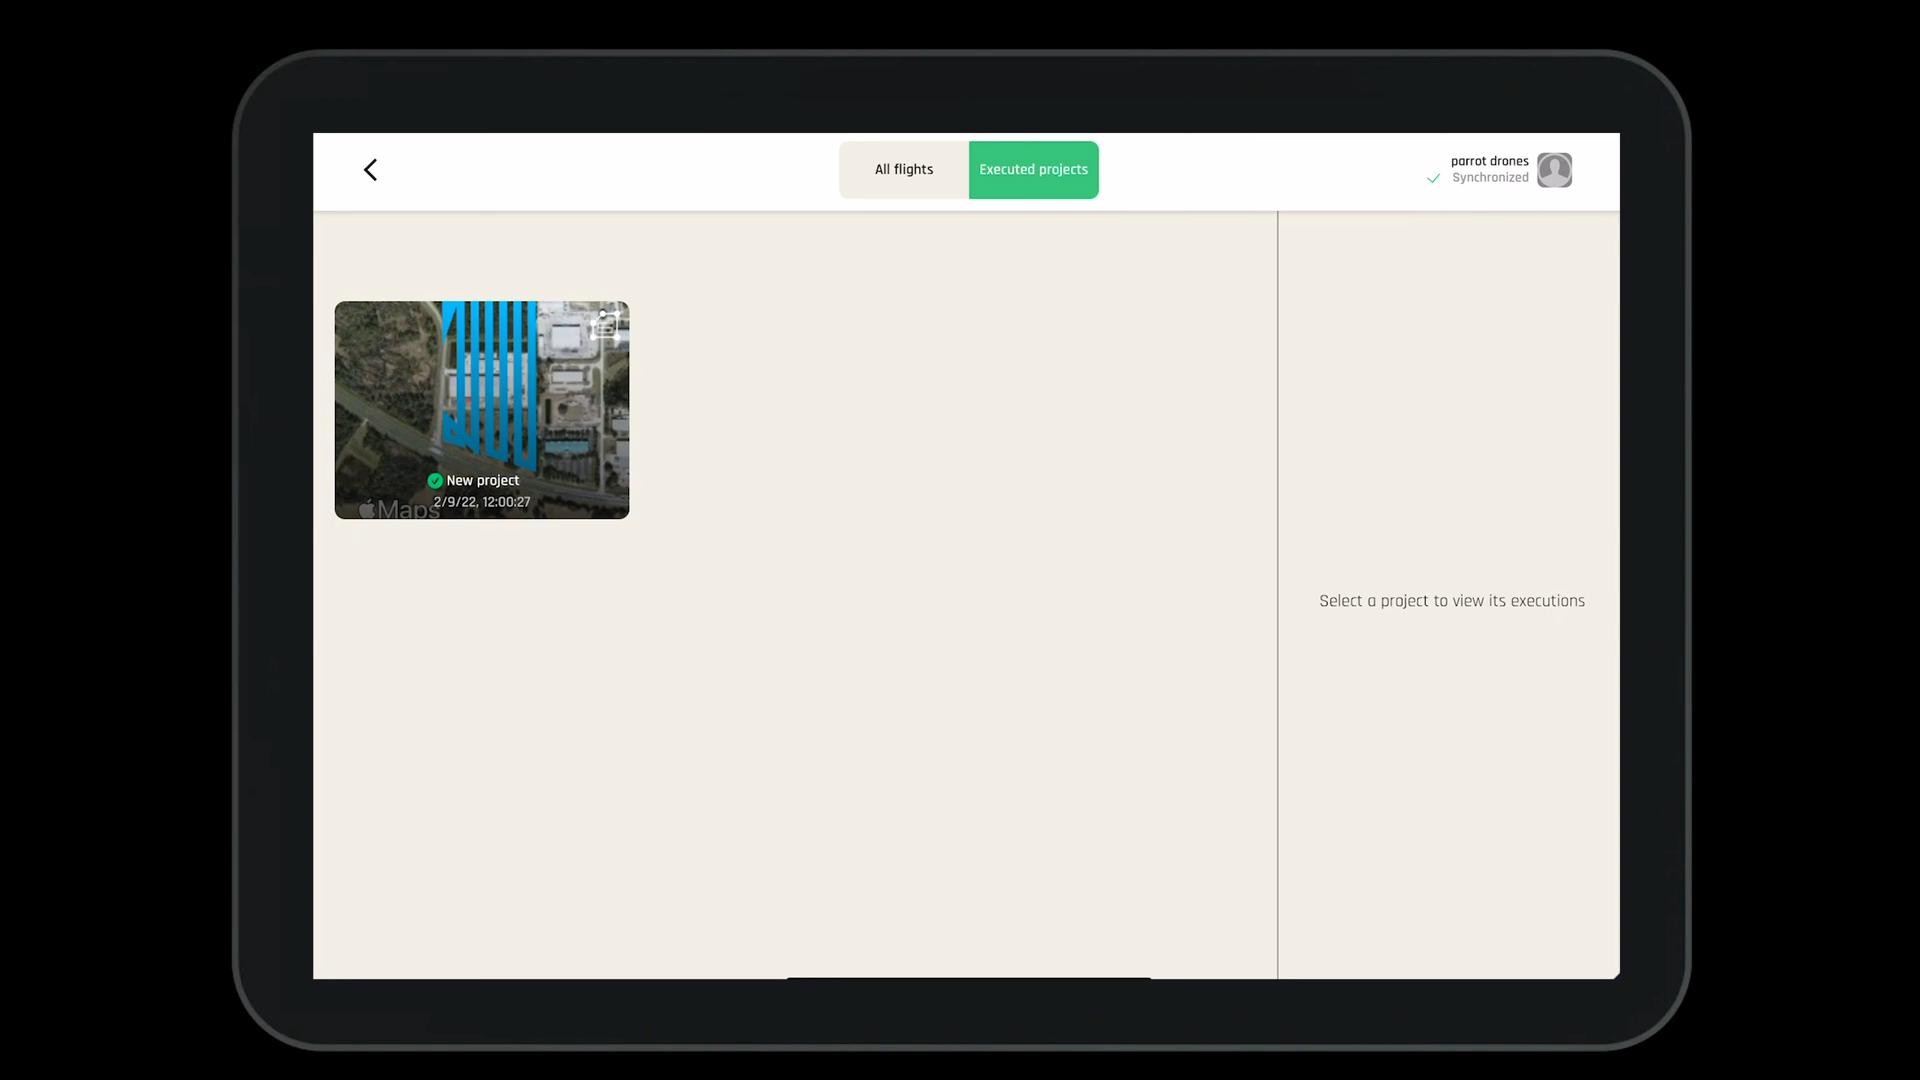 All flights
Executed projects
parrot drones
Synchronized
New project
2/9/22, 12:00:27
Maps
Select a project to view its executions